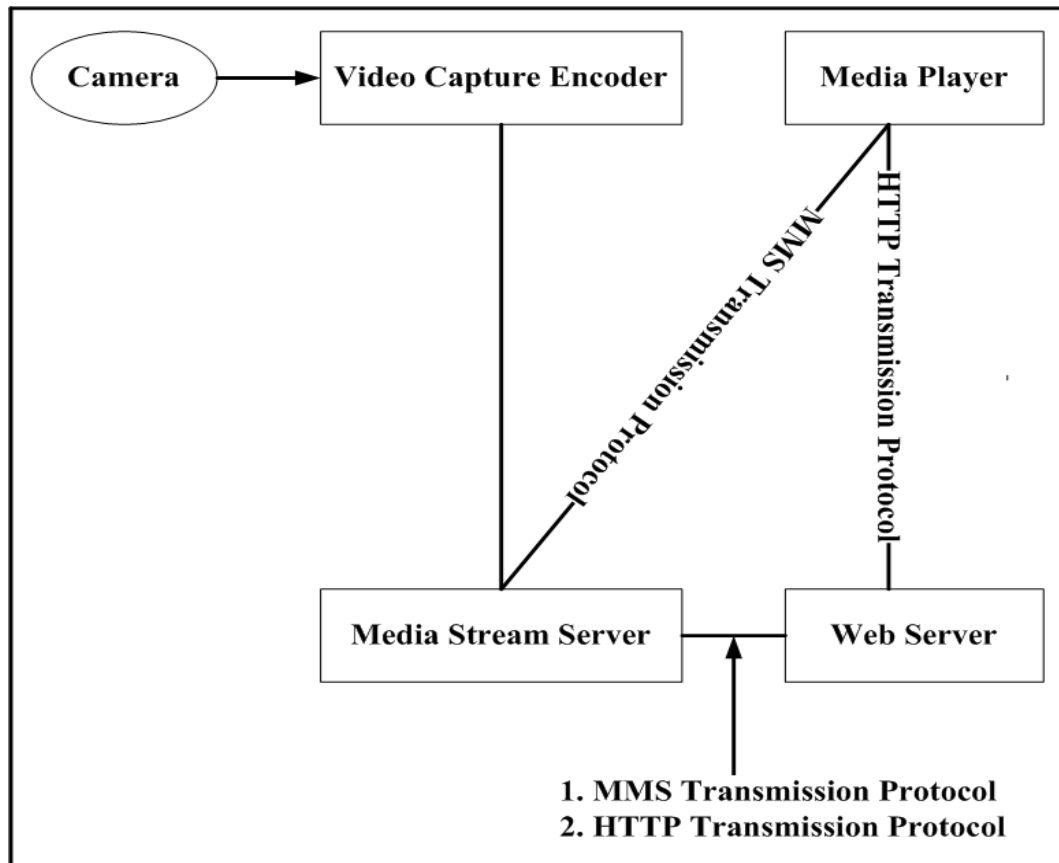 Camera
Video Capture Encoder
Media Player
MMS Transmission Protocol
HTTP Transmission Protocol
Media Stream Server
Web Server
1. MMS Transmission Protocol
2. HTTP Transmission Protocol